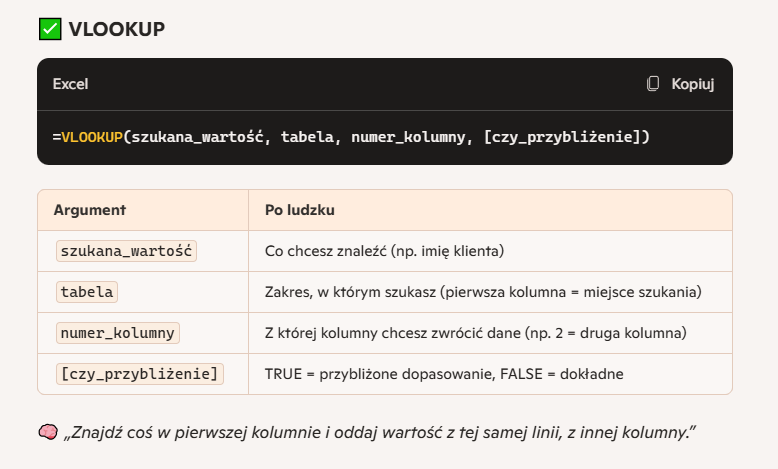 ✅ VLOOKUP
Excel Kopiuj
=VLOOKUP(szukana_wartość, tabela, numer_kolumny, [czy_przybliżenie])
Argument Po ludzku
szukana_wartość Co chcesz znaleźć (np. imię klienta)
tabela Zakres, w którym szukasz (pierwsza kolumna = miejsce szukania)
numer_kolumny Z której kolumny chcesz zwrócić dane (np. 2 = druga kolumna)
[czy_przybliżenie] TRUE = przybliżone dopasowanie, FALSE = dokładne
🧠 „Znajdź coś w pierwszej kolumnie i oddaj wartość z tej samej linii, z innej kolumny.”